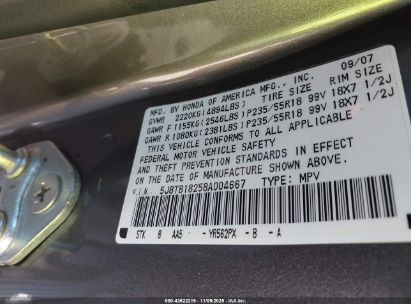 09/07
MFD. BY HONDA OF AMERICA MFG., INC. RIM SIZE
GVWR 2220KG(4894LBS)
GAWR F 1155KG(2546LBS)P235/55R18 99V 18X7 1/2J
GAWR R 1080KG(2381LBS)P235/55R18 99V 18X7 1/2J
THIS VEHICLE CONFORMS TO ALL APPLICABLE
FEDERAL MOTOR VEHICLE SAFETY
AND THEFT PREVENTION STANDARDS IN EFFECT
ON THE DATE OF MANUFACTURE SHOWN ABOVE.
V.I.N.: 5J8TB18258A004667 TYPE: MPV
STK 8 AA5 - YR562PX - B - A